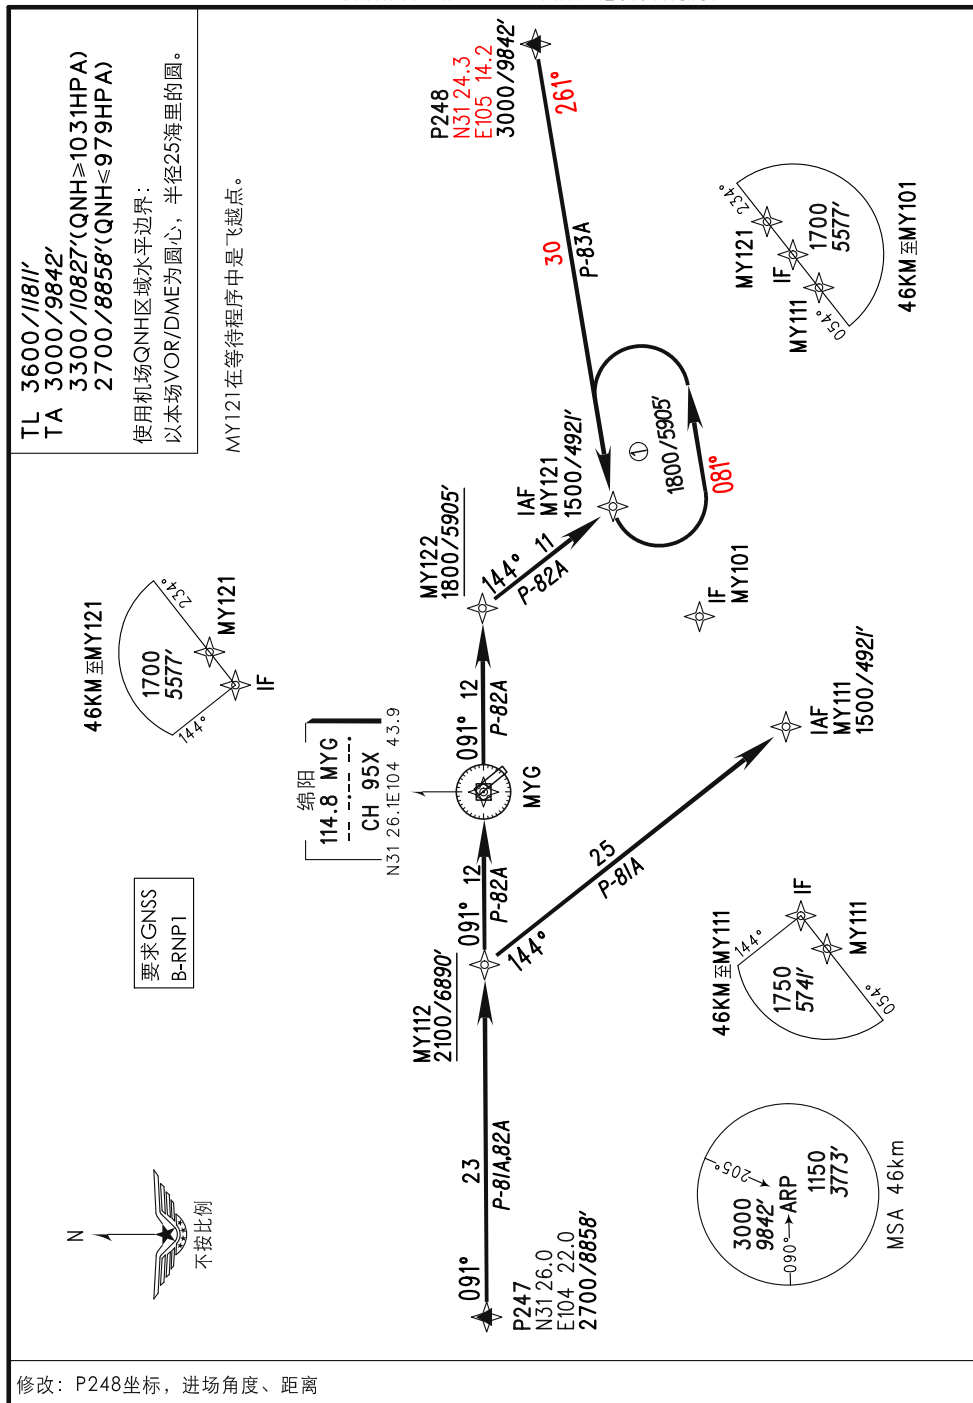 TL 3600/11811′
TA 3000/9842′
3300/10827′(QNH≥1031HPA)
2700/8858′(QNH≤979HPA)
使用机场QNH区域水平边界：
以本场VOR/DME为圆心，半径25海里的圆。
MY121在等待程序中是飞越点。
P248
N31 24.3
E105 14.2
3000/9842′
261°
30
P-83A
234°
MY121
IF
MY111
1700
5577′
054°
46KM至MY101
IAF
MY121
1500/4921′
1
1800/5905′
081°
MY122
1800/5905′
144°
11
P-82A
IF
MY101
46KM至MY121
234°
1700
5577′
MY121
IF
144°
绵阳
114.8 MYG
CH 95X
N31 26.1E104 43.9
091°
12
P-82A
MYG
IAF
MY111
1500/4921′
091°
12
P-82A
25
P-81A
144°
要求GNSS
B-RNP1
MY112
2100/6890′
46KM至MY111
144°
IF
1750
5741′
MY111
054°
N
不按比例
23
P-81A,82A
091°
P247
N31 26.0
E104 22.0
2700/8858′
205°
3000
9842′
090°
ARP
1150
3773′
MSA 46km
修改：P248坐标，进场角度、距离